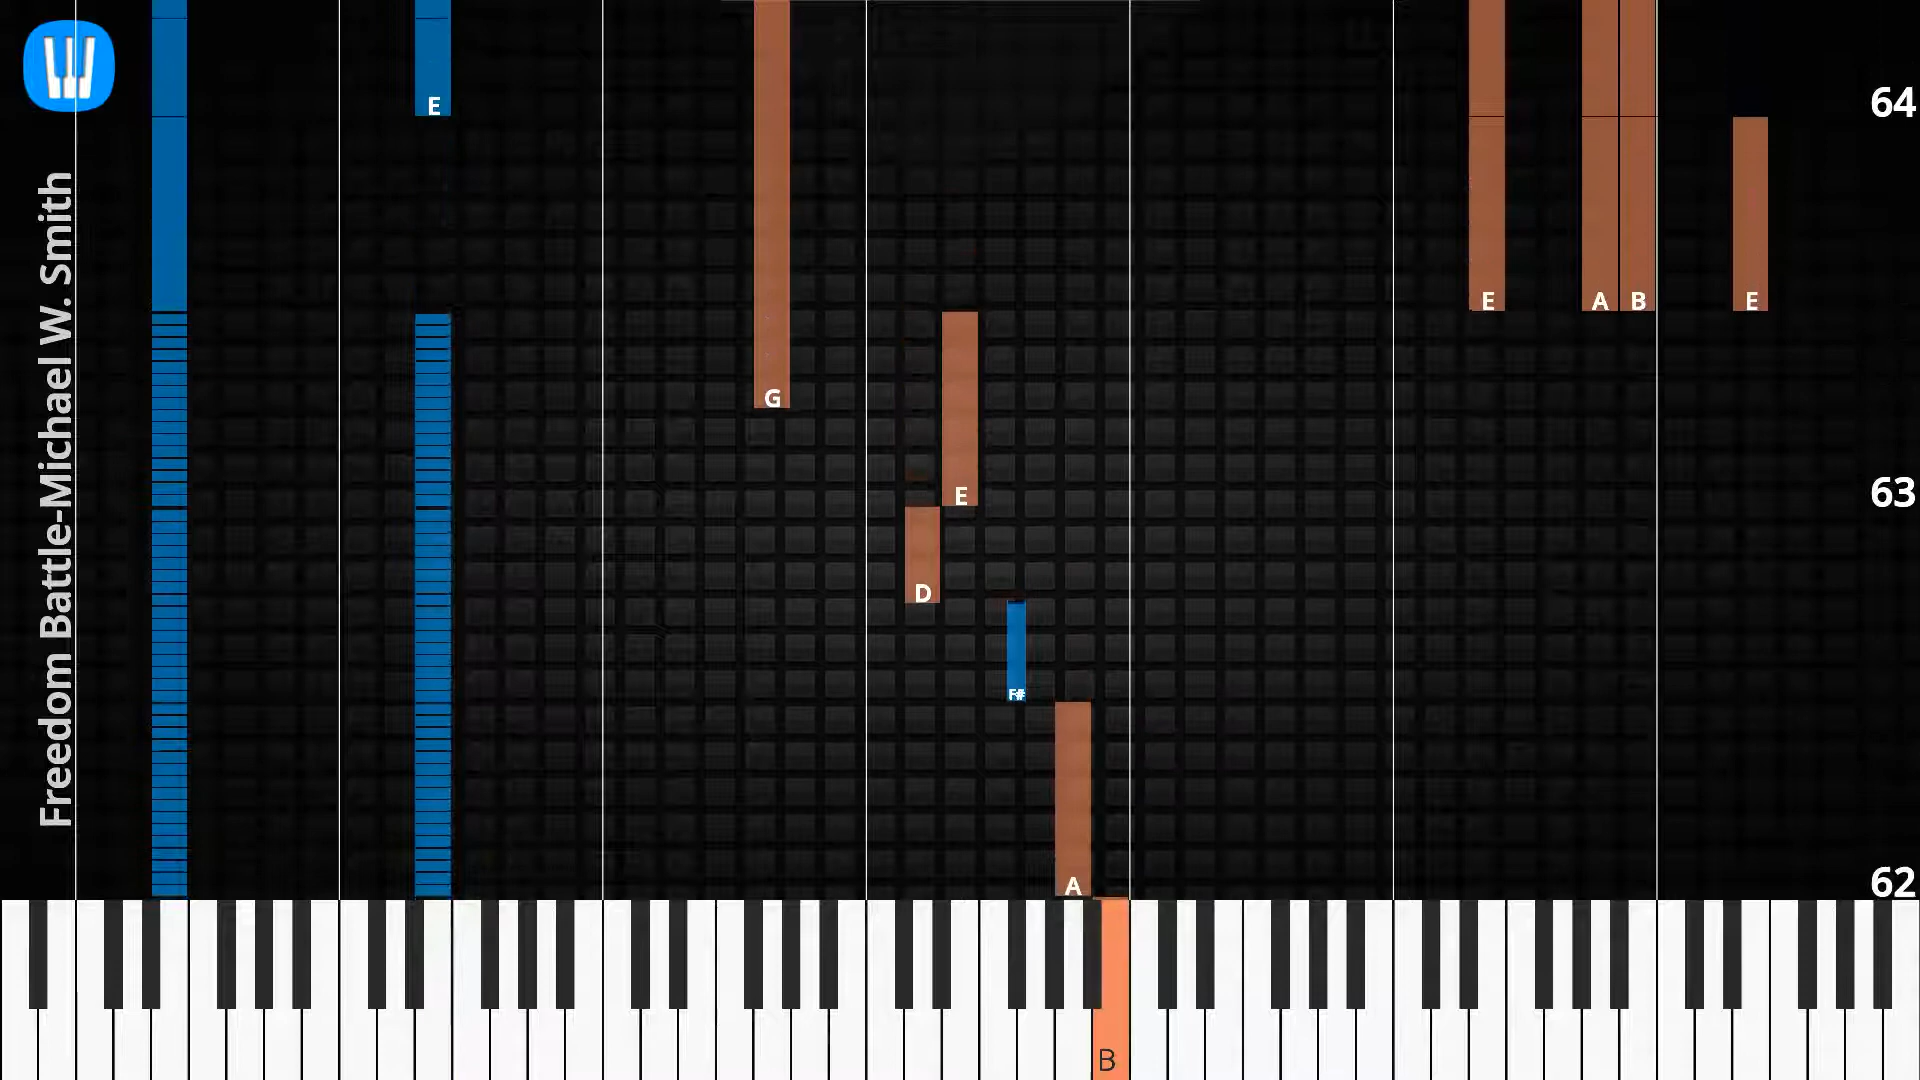 E
64
Freedom Battle-Michael W. Smith
E
A
B
E
G
E
63
D
F#
A
62
B